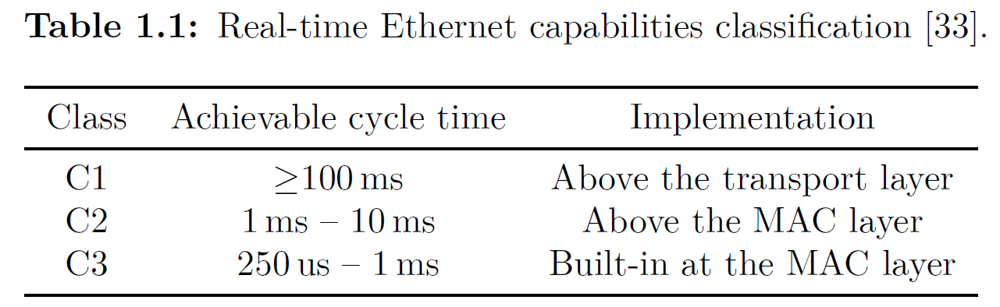 Table 1.1: Real-time Ethernet capabilities classification [33].
Class Achievable cycle time Implementation
C1 ≥100 ms Above the transport layer
C2 1 ms – 10 ms Above the MAC layer
C3 250 us – 1 ms Built-in at the MAC layer